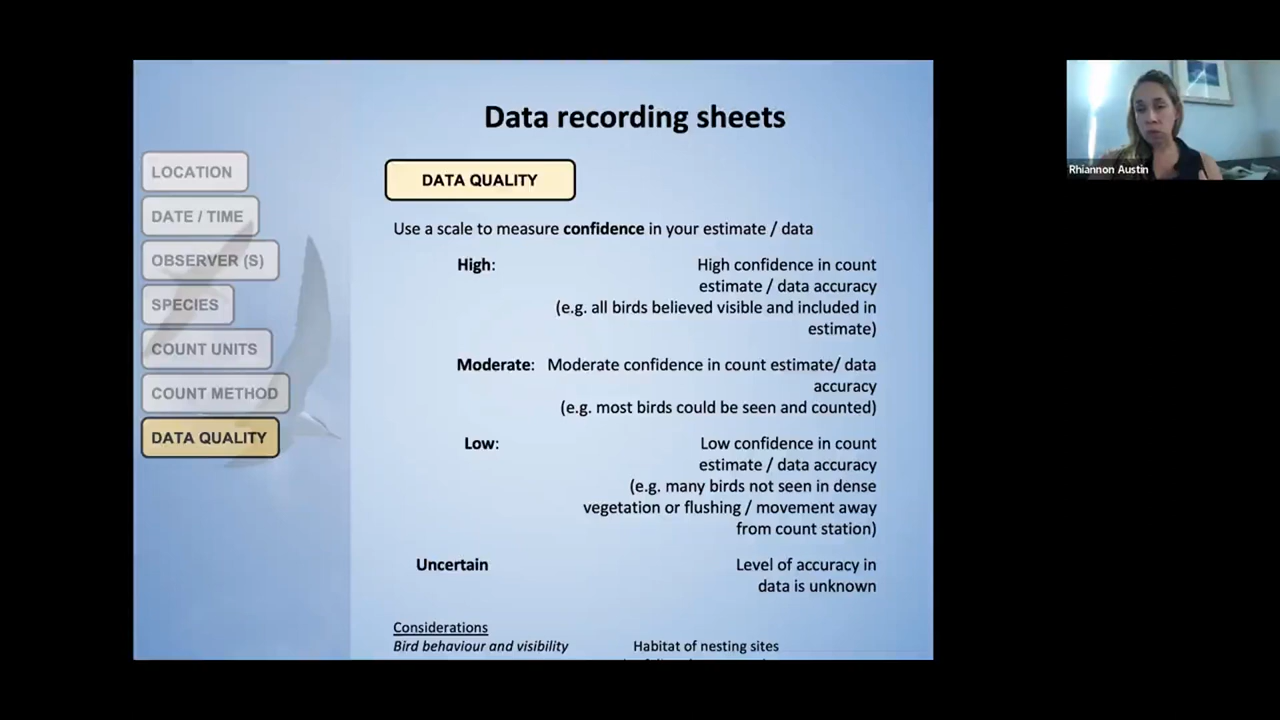 Data recording sheets
LOCATION
DATE / TIME
OBSERVER (S)
SPECIES
COUNT UNITS
COUNT METHOD
DATA QUALITY
DATA QUALITY
Use a scale to measure confidence in your estimate / data
High: High confidence in count
estimate / data accuracy
(e.g. all birds believed visible and included in
estimate)
Moderate: Moderate confidence in count estimate/ data
accuracy
(e.g. most birds could be seen and counted)
Low: Low confidence in count
estimate / data accuracy
(e.g. many birds not seen in dense
vegetation or flushing / movement away
from count station)
Uncertain Level of accuracy in
data is unknown
Considerations
Bird behaviour and visibility Habitat of nesting sites
Rhiannon Austin